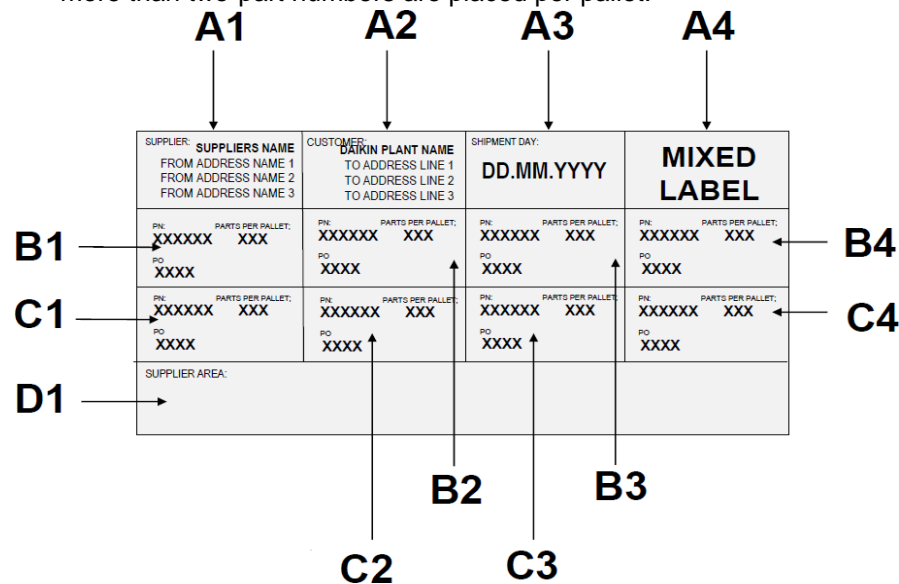 more than two part numbers are placed per pallet.
A1 A2 A3 A4
SUPPLIER: SUPPLIERS NAME
FROM ADDRESS NAME 1
FROM ADDRESS NAME 2
FROM ADDRESS NAME 3
CUSTOMER: DAIKIN PLANT NAME
TO ADDRESS LINE 1
TO ADDRESS LINE 2
TO ADDRESS LINE 3
SHIPMENT DAY:
DD.MM.YYYY
MIXED
LABEL
B1
PN: PARTS PER PALLET;
XXXXXX XXX
PO
XXXX
PN: PARTS PER PALLET;
XXXXXX XXX
PO
XXXX
PN: PARTS PER PALLET;
XXXXXX XXX
PO
XXXX
PN: PARTS PER PALLET;
XXXXXX XXX
PO
XXXX
B4
C1
PN: PARTS PER PALLET;
XXXXXX XXX
PO
XXXX
PN: PARTS PER PALLET;
XXXXXX XXX
PO
XXXX
PN: PARTS PER PALLET;
XXXXXX XXX
PO
XXXX
PN: PARTS PER PALLET;
XXXXXX XXX
PO
XXXX
C4
D1
SUPPLIER AREA:
B2 B3
C2 C3